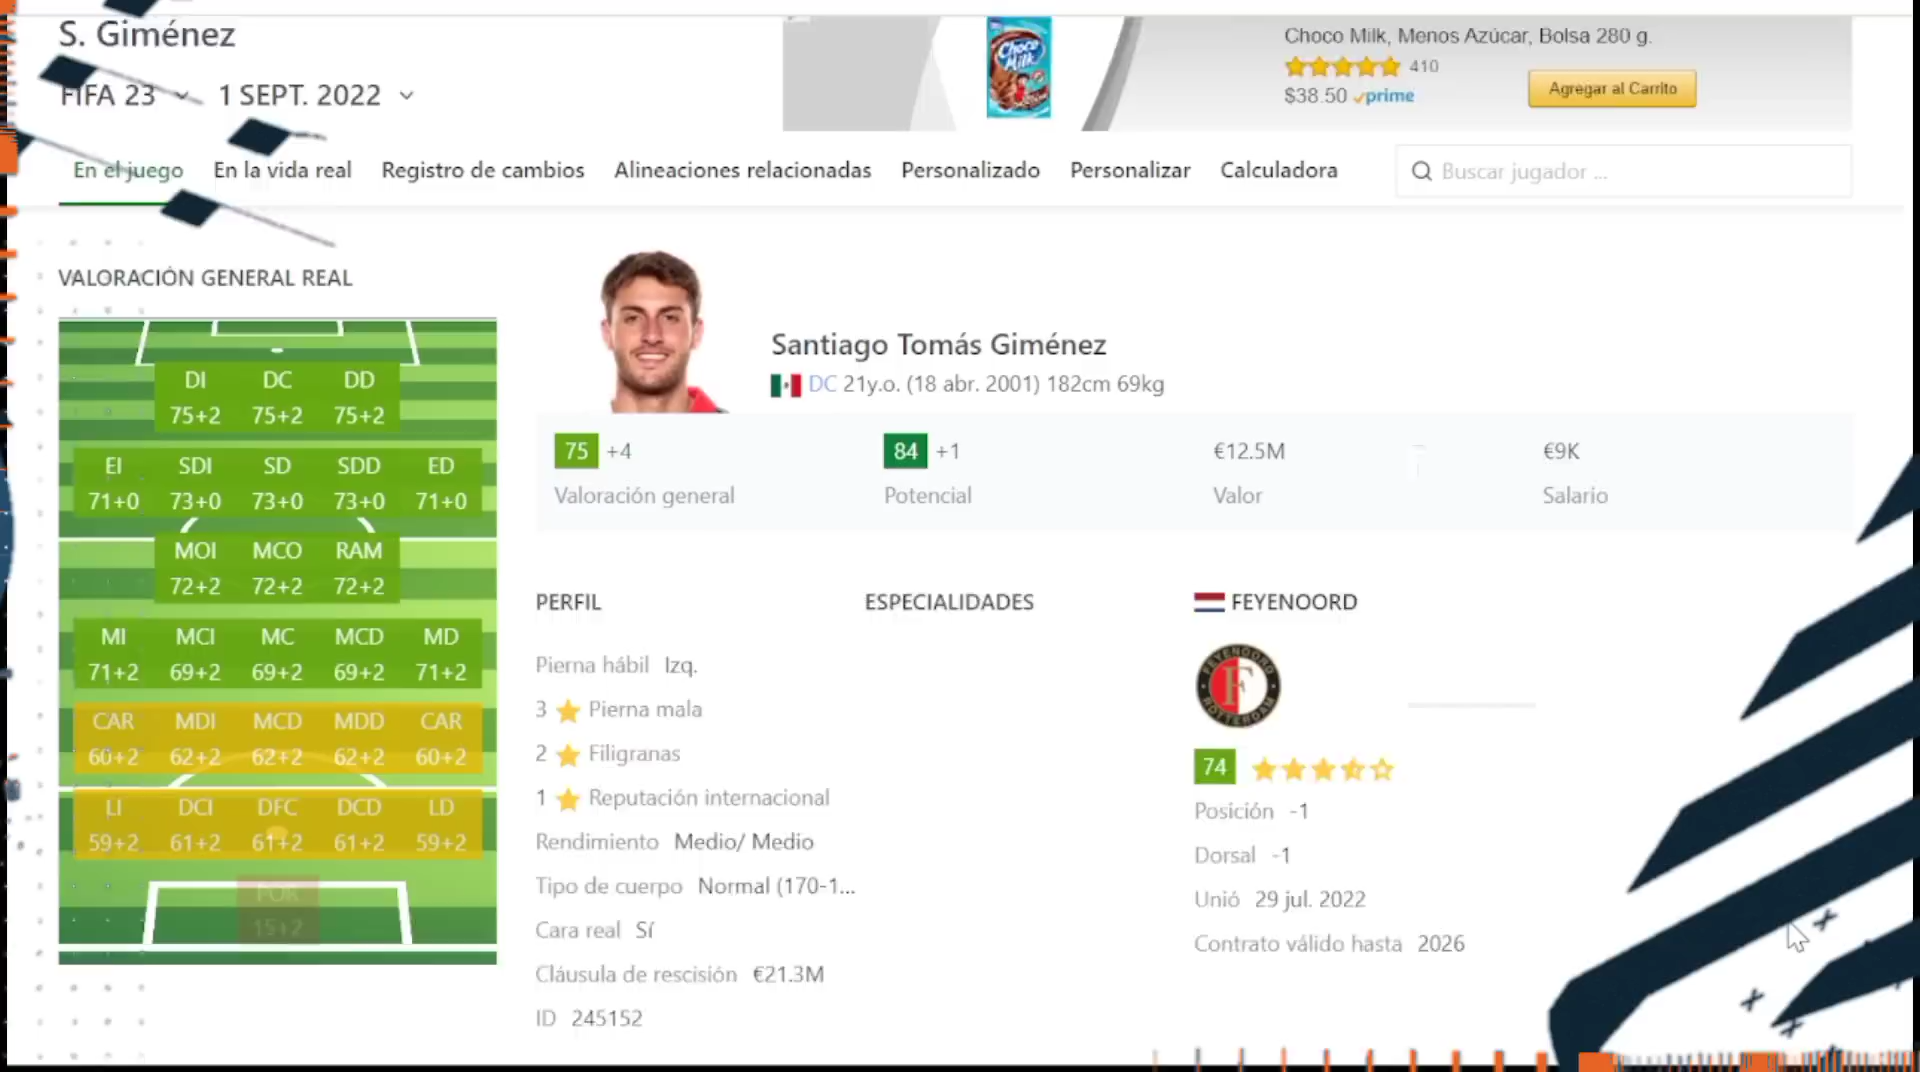 S. Giménez
FIFA 23 1 SEPT. 2022
Choco Milk
Choco Milk, Menos Azúcar, Bolsa 280 g.
410
$38.50 prime
Agregar al Carrito
En el juego En la vida real Registro de cambios Alineaciones relacionadas Personalizado Personalizar Calculadora Buscar jugador ...
VALORACIÓN GENERAL REAL
DI DC DD
75+2 75+2 75+2
EI SDI SD SDD ED
71+0 73+0 73+0 73+0 71+0
MOI MCO RAM
72+2 72+2 72+2
MI MCI MC MCD MD
71+2 69+2 69+2 69+2 71+2
CAR MDI MCD MDD CAR
60+2 62+2 62+2 62+2 60+2
LI DCI DFC DCD LD
59+2 61+2 61+2 61+2 59+2
POR
15+2
Santiago Tomás Giménez
DC 21y.o. (18 abr. 2001) 182cm 69kg
75 +4 84 +1 €12.5M €9K
Valoración general Potencial Valor Salario
PERFIL
Pierna hábil Izq.
3 Pierna mala
2 Filigranas
1 Reputación internacional
Rendimiento Medio/ Medio
Tipo de cuerpo Normal (170-1...
Cara real Sí
Cláusula de rescisión €21.3M
ID 245152
ESPECIALIDADES
FEYENOORD
FEYENOORD
F
ROTTERDAM
74
Posición -1
Dorsal -1
Unió 29 jul. 2022
Contrato válido hasta 2026